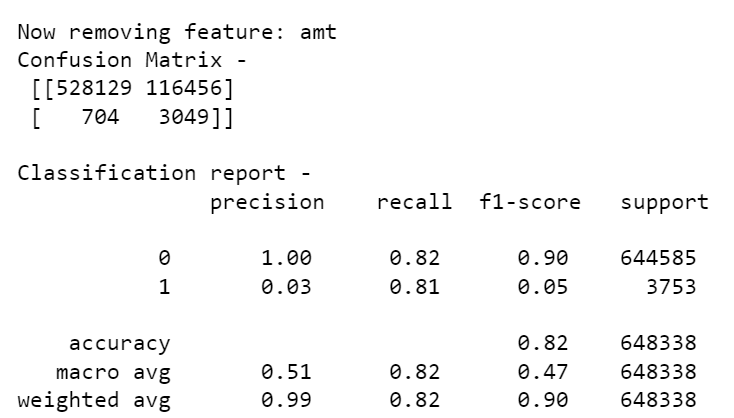 Now removing feature: amt
Confusion Matrix -
[[528129 116456]
[ 704 3049]]
Classification report -
precision recall f1-score support
0 1.00 0.82 0.90 644585
1 0.03 0.81 0.05 3753
accuracy 0.82 648338
macro avg 0.51 0.82 0.47 648338
weighted avg 0.99 0.82 0.90 648338